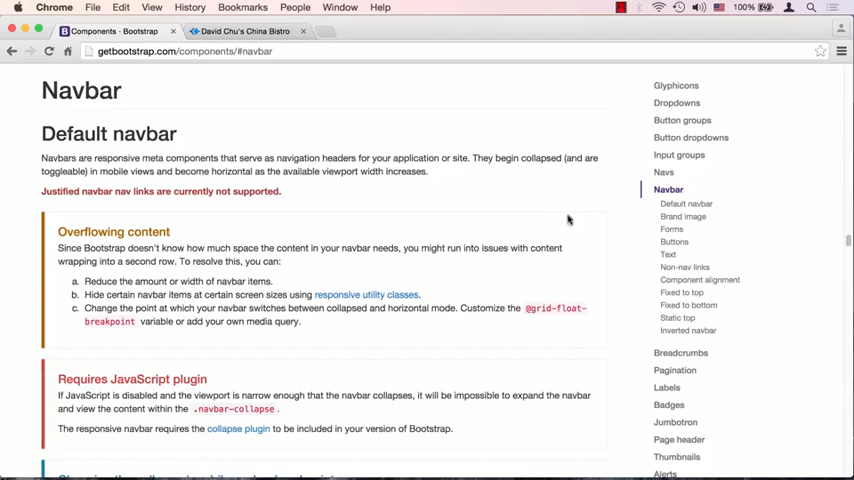 Chrome File Edit View History Bookmarks People Window Help 100%
Components · Bootstrap
David Chu's China Bistro
getbootstrap.com/components/#navbar
Navbar
Default navbar
Navbars are responsive meta components that serve as navigation headers for your application or site. They begin collapsed (and are
toggleable) in mobile views and become horizontal as the available viewport width increases.
Justified navbar nav links are currently not supported.
Overflowing content
Since Bootstrap doesn't know how much space the content in your navbar needs, you might run into issues with content
wrapping into a second row. To resolve this, you can:
a. Reduce the amount or width of navbar items.
b. Hide certain navbar items at certain screen sizes using responsive utility classes.
c. Change the point at which your navbar switches between collapsed and horizontal mode. Customize the @grid-float-
breakpoint variable or add your own media query.
Requires JavaScript plugin
If JavaScript is disabled and the viewport is narrow enough that the navbar collapses, it will be impossible to expand the navbar
and view the content within the .navbar-collapse.
The responsive navbar requires the collapse plugin to be included in your version of Bootstrap.
Glyphicons
Dropdowns
Button groups
Button dropdowns
Input groups
Navs
Navbar
Default navbar
Brand image
Forms
Buttons
Text
Non-nav links
Component alignment
Fixed to top
Fixed to bottom
Static top
Inverted navbar
Breadcrumbs
Pagination
Labels
Badges
Jumbotron
Page header
Thumbnails
Alerts